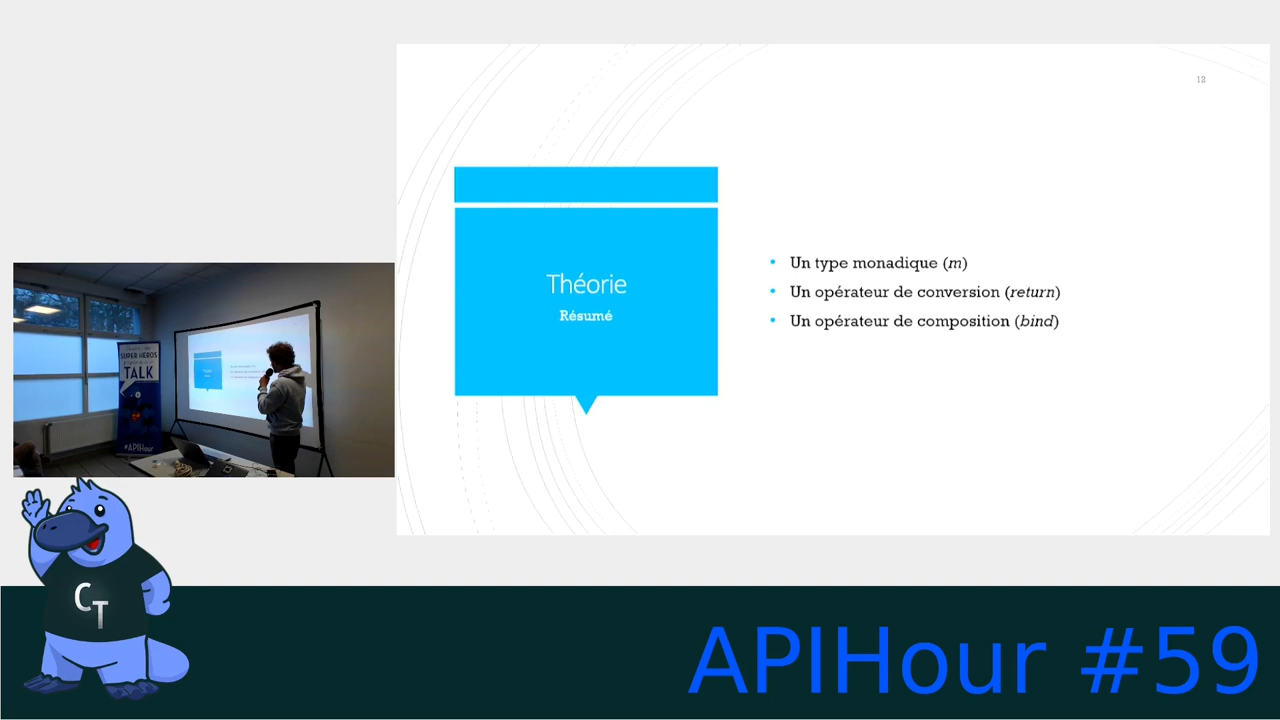 12
Théorie
Résumé
• Un type monadique (m)
• Un opérateur de conversion (return)
• Un opérateur de composition (bind)
SUPER HEROS
TALK
#APIHour
CT
APIHour #59